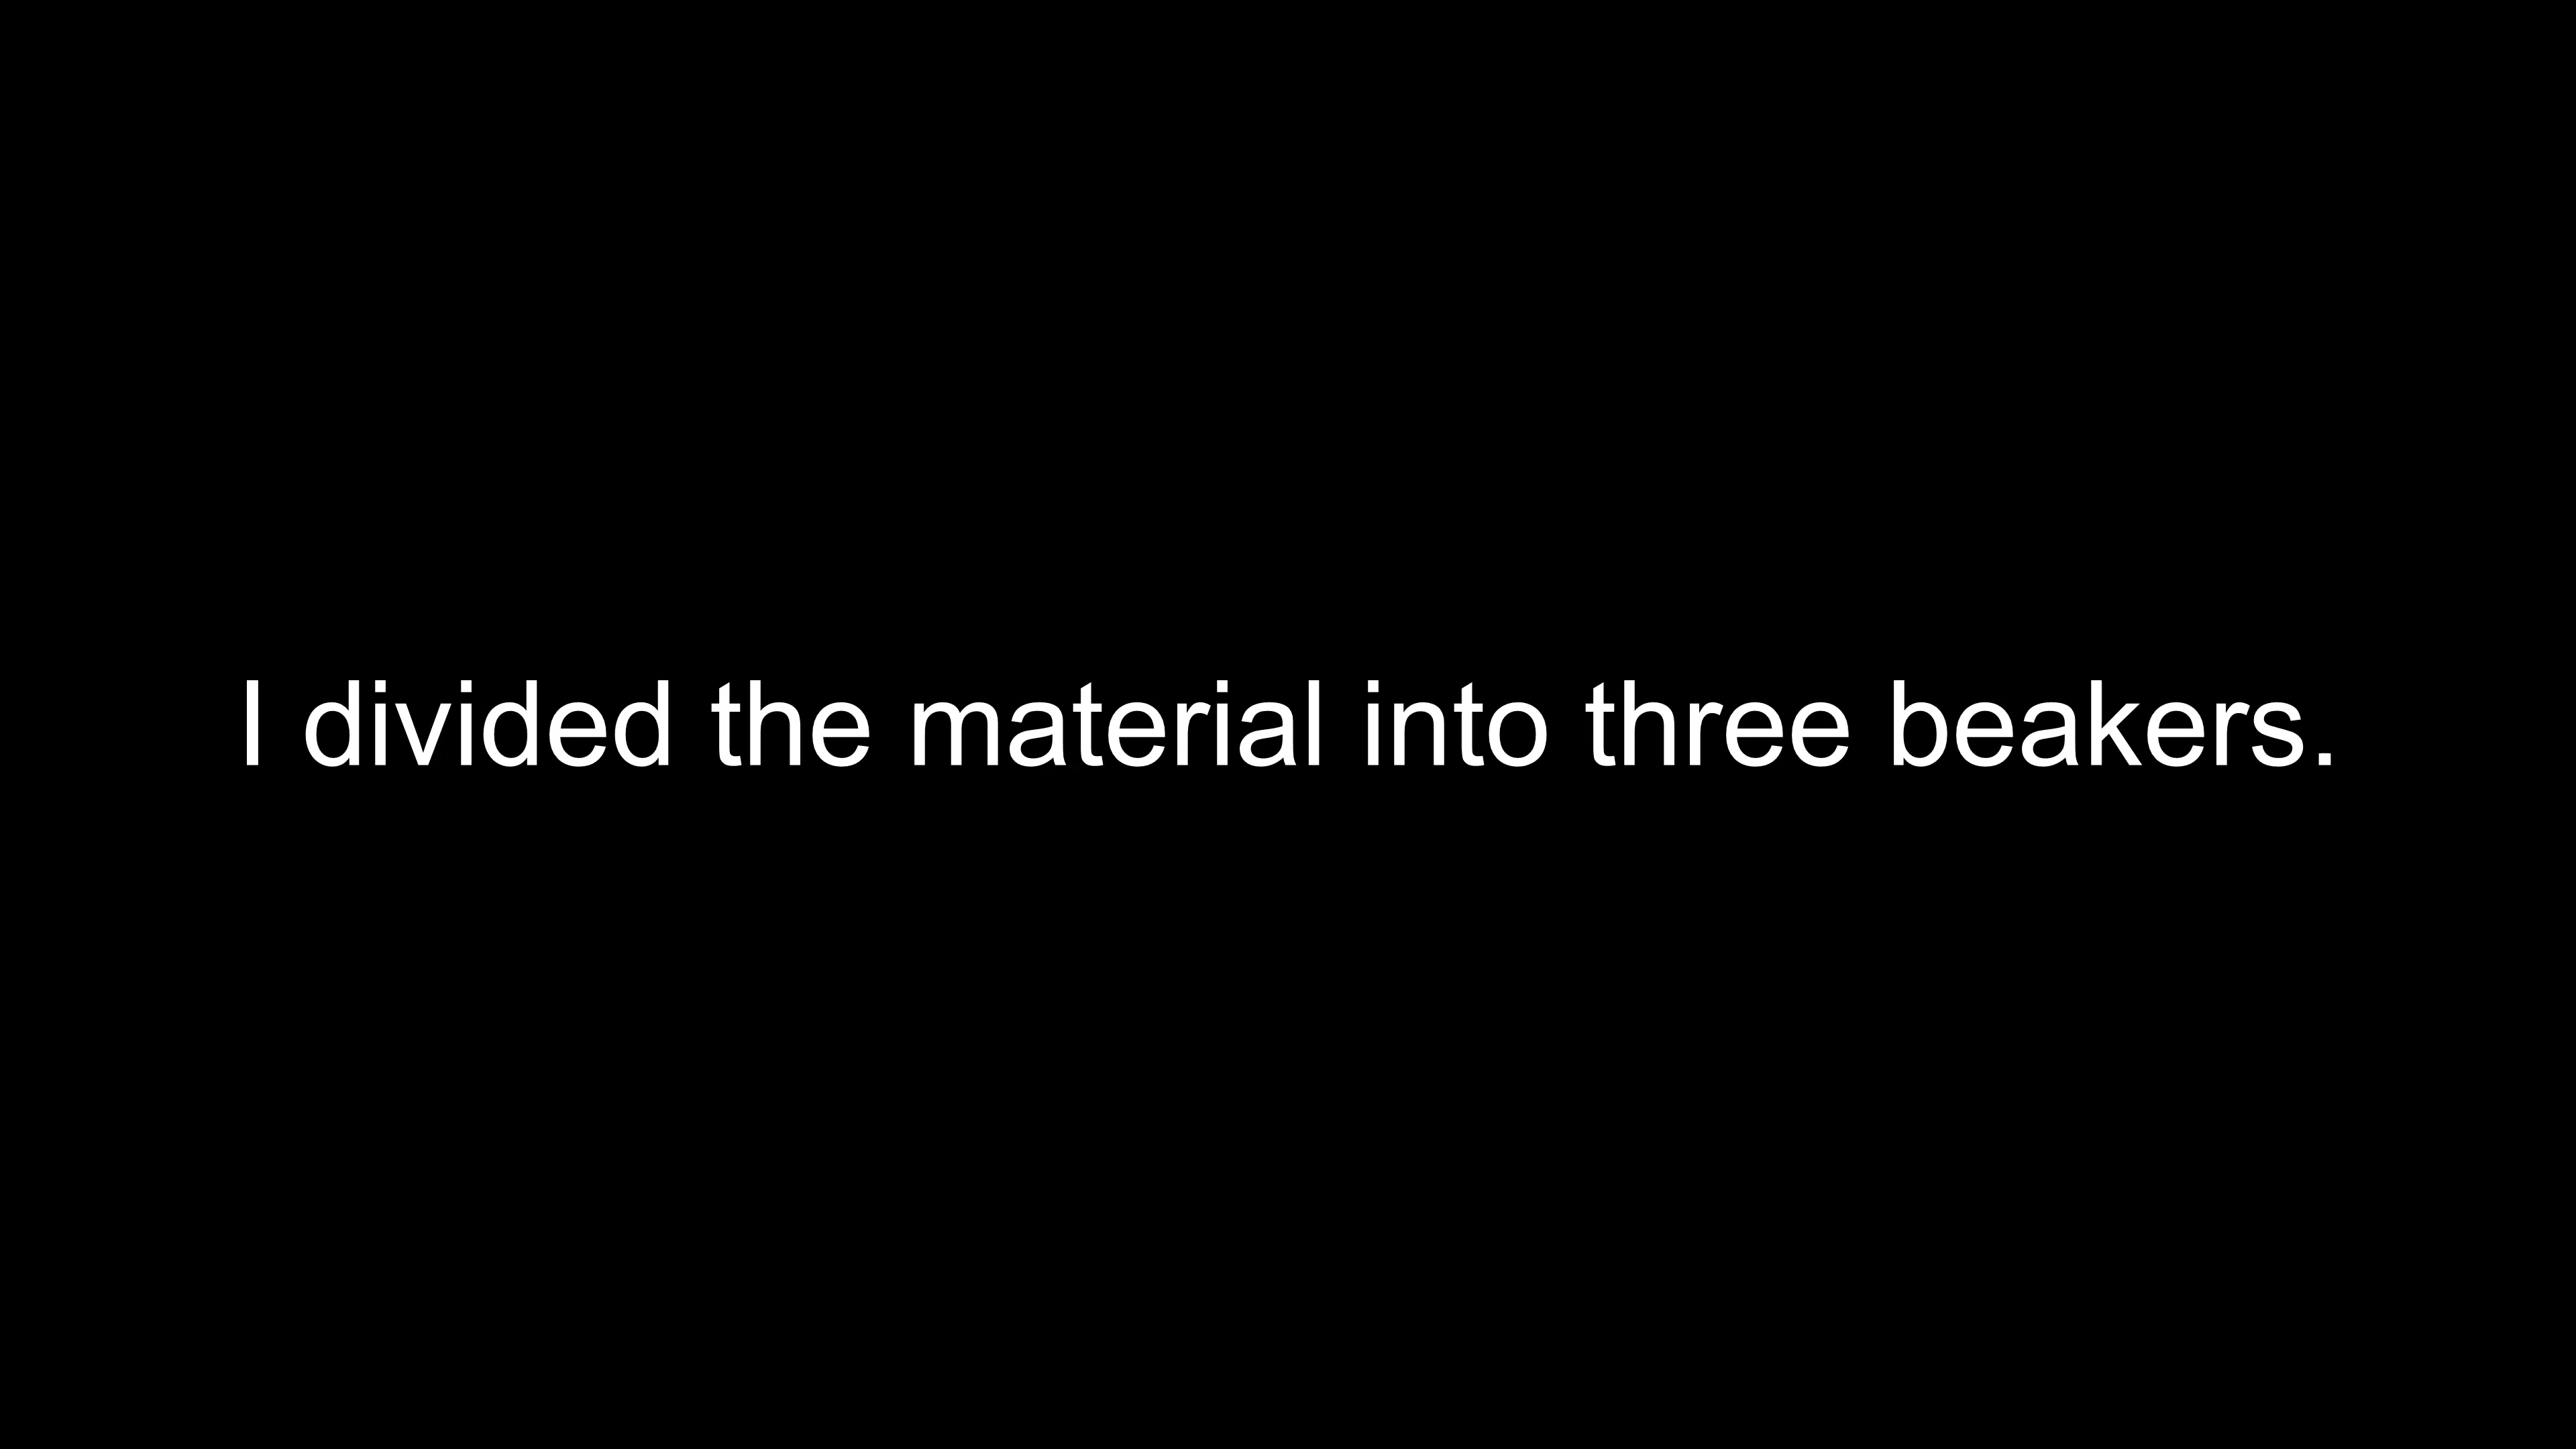 I divided the material into three beakers.